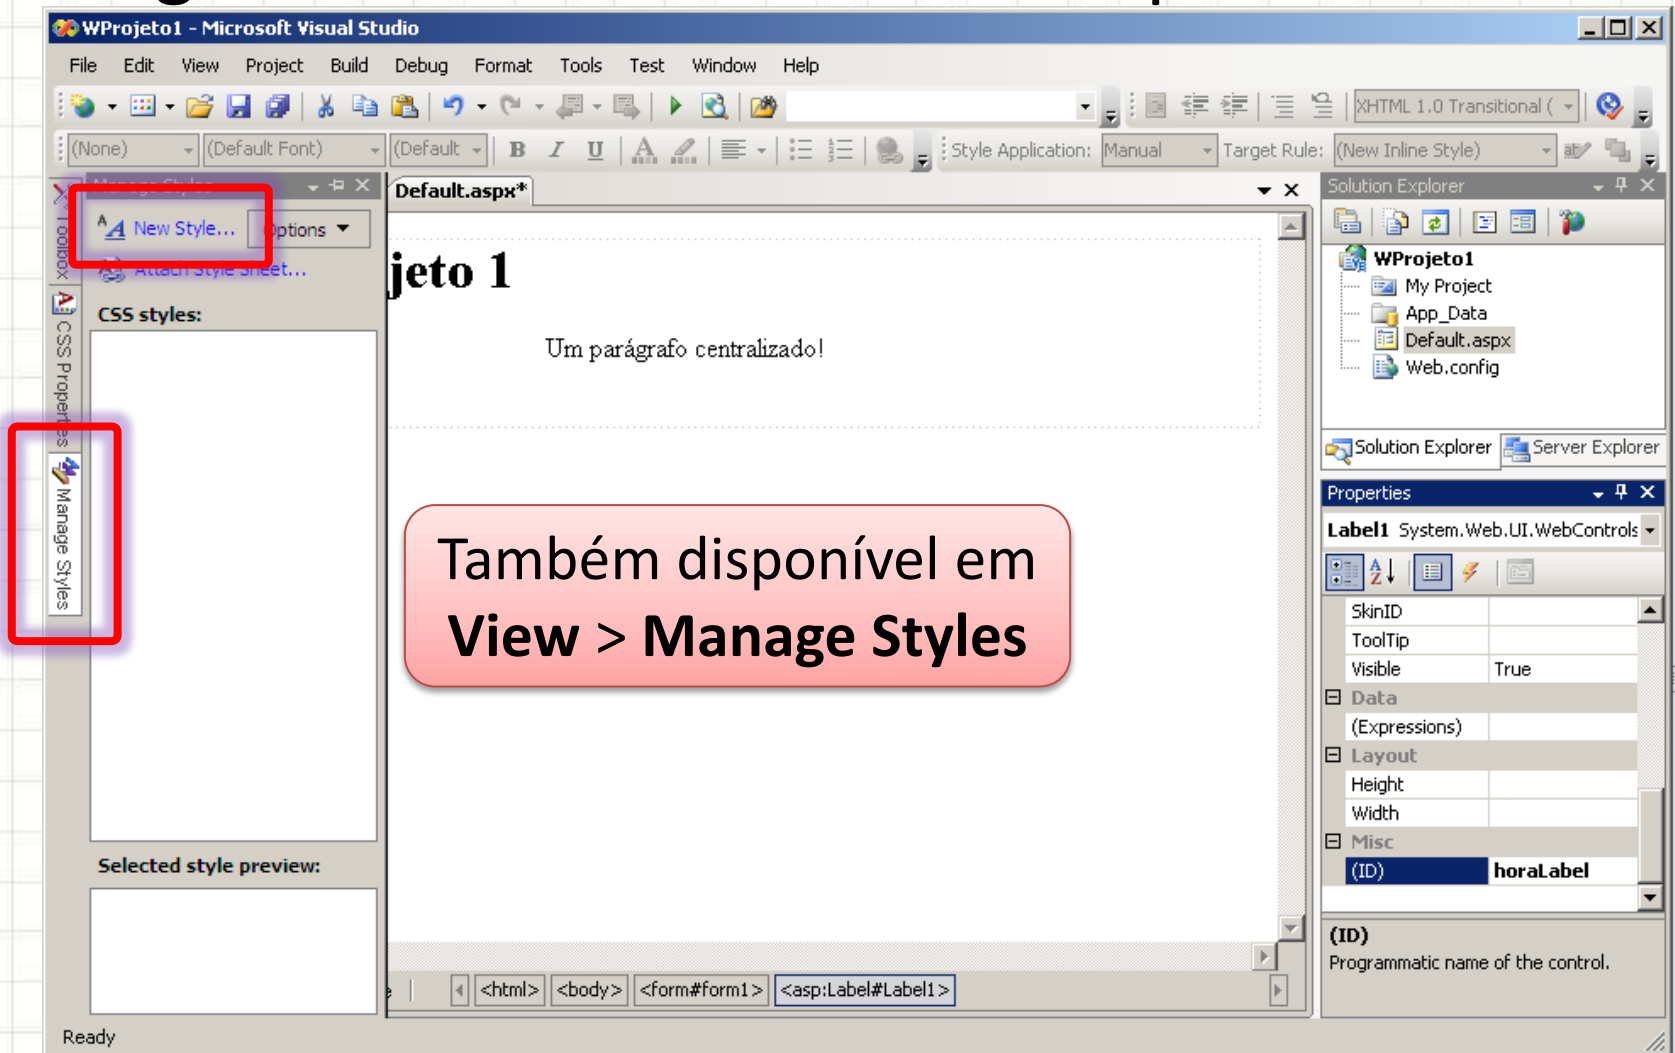 WProjeto1 - Microsoft Visual Studio
File Edit View Project Build Debug Format Tools Test Window Help
XHTML 1.0 Transitional (
(None) (Default Font) (Default B I U A Style Application: Manual Target Rule: (New Inline Style)
Manage Styles
New Style... Options
Attach Style Sheet...
CSS styles:
Selected style preview:
Toolbox
CSS Properties
Manage Styles
Default.aspx*
jeto 1
Um parágrafo centralizado!
Também disponível em
View > Manage Styles
<html> <body> <form#form1> <asp:Label#Label1>
Solution Explorer
WProjeto1
My Project
App_Data
Default.aspx
Web.config
Solution Explorer Server Explorer
Properties
Label1 System.Web.UI.WebControls
SkinID
ToolTip
Visible True
Data
(Expressions)
Layout
Height
Width
Misc
(ID) horaLabel
(ID)
Programmatic name of the control.
Ready